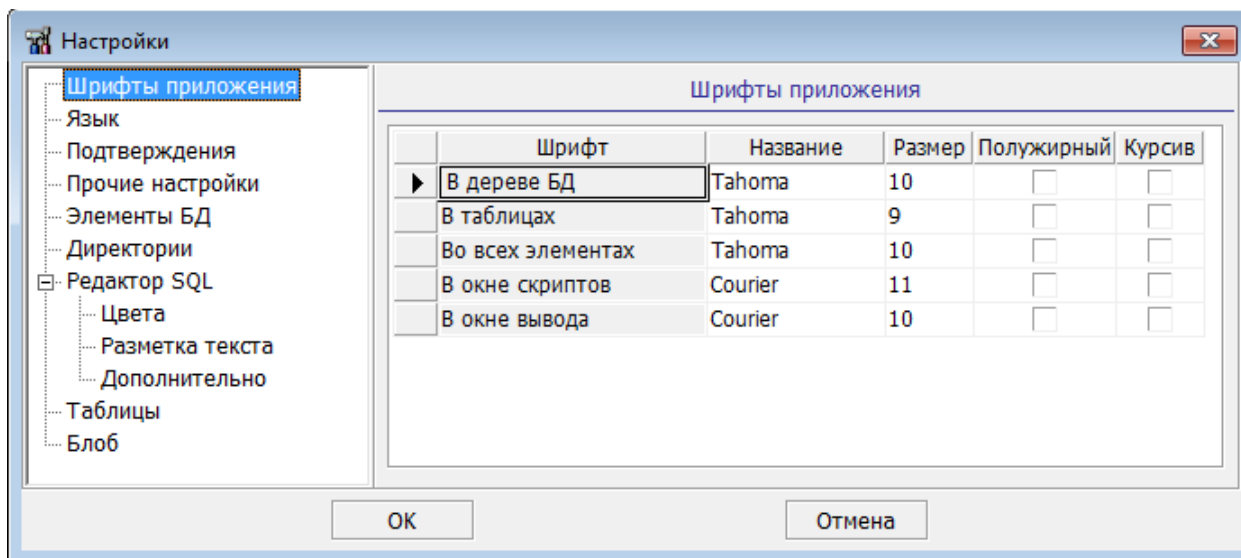 Настройки
Шрифты приложения
Язык
Подтверждения
Прочие настройки
Элементы БД
Директории
Редактор SQL
Цвета
Разметка текста
Дополнительно
Таблицы
Блоб
Шрифты приложения
Шрифт Название Размер Полужирный Курсив
В дереве БД Tahoma 10
В таблицах Tahoma 9
Во всех элементах Tahoma 10
В окне скриптов Courier 11
В окне вывода Courier 10
OK Отмена